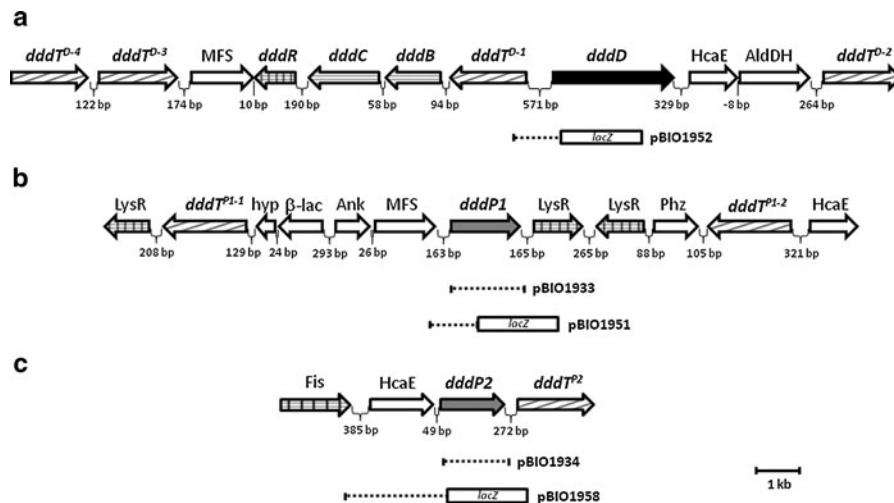 a
dddT^D-4 dddT^D-3 MFS dddR dddC dddB dddT^D-1 dddD HcaE AldDH dddT^D-2
122 bp 174 bp 10 bp 190 bp 58 bp 94 bp 571 bp 329 bp -8 bp 264 bp
lacZ pBIO1952
b
LysR dddT^P1-1 hyp β-lac Ank MFS dddP1 LysR LysR Phz dddT^P1-2 HcaE
208 bp 129 bp 24 bp 293 bp 26 bp 163 bp 165 bp 265 bp 88 bp 105 bp 321 bp
pBIO1933
lacZ pBIO1951
c
Fis HcaE dddP2 dddT^P2
385 bp 49 bp 272 bp
pBIO1934
lacZ pBIO1958
1 kb